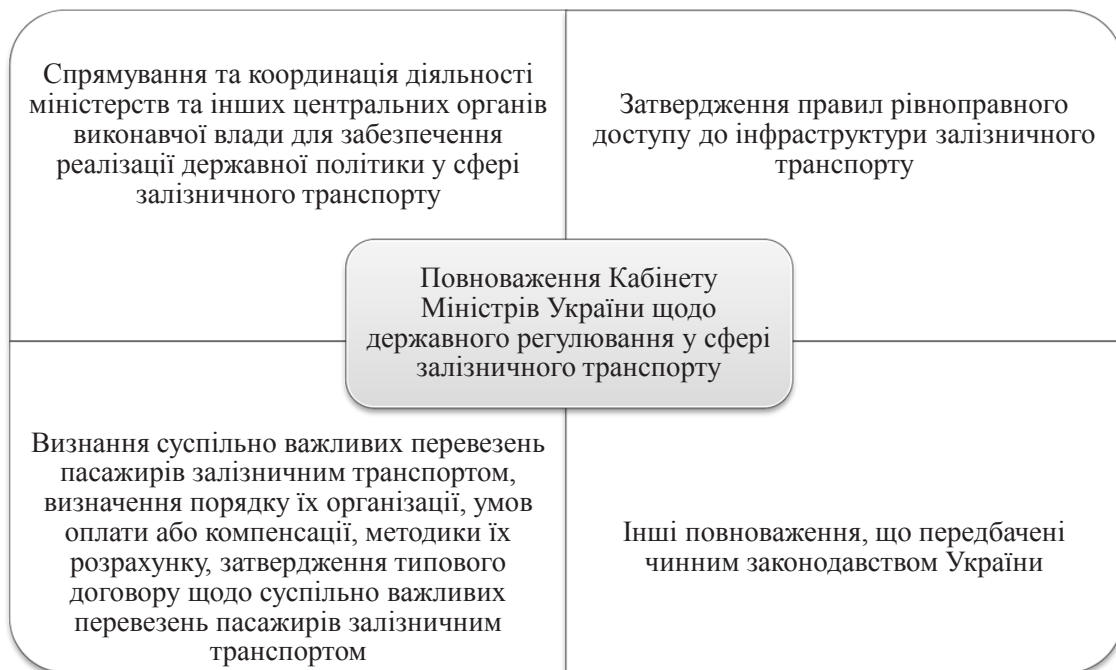 Спрямування та координація діяльності
міністерств та інших центральних органів
виконавчої влади для забезпечення
реалізації державної політики у сфері
залізничного транспорту
Затвердження правил рівноправного
доступу до інфраструктури залізничного
транспорту
Повноваження Кабінету
Міністрів України щодо
державного регулювання у сфері
залізничного транспорту
Визнання суспільно важливих перевезень
пасажирів залізничним транспортом,
визначення порядку їх організації, умов
оплати або компенсації, методики їх
розрахунку, затвердження типового
договору щодо суспільно важливих
перевезень пасажирів залізничним
транспортом
Інші повноваження, що передбачені
чинним законодавством України